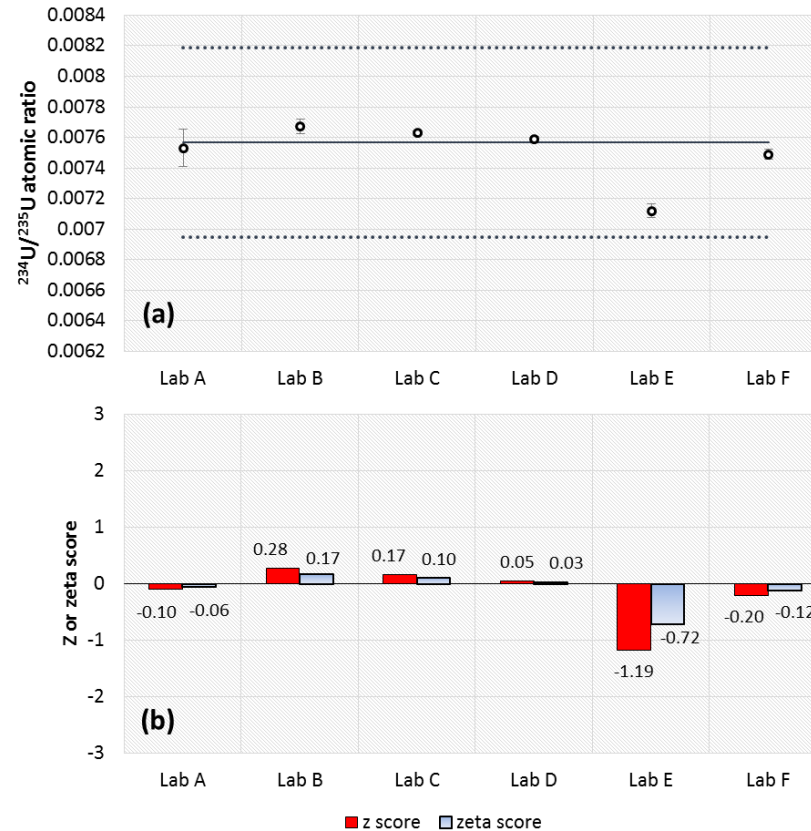 0.0084
0.0082
0.008
0.0078
0.0076
0.0074
0.0072
0.007
0.0068
0.0066
0.0064
0.0062
²³⁴U/²³⁵U atomic ratio
(a)
Lab A Lab B Lab C Lab D Lab E Lab F
3
2
1
0
-1
-2
-3
Z or zeta score
-0.10 -0.06 0.28 0.17 0.17 0.10 0.05 0.03 -1.19 -0.72 -0.20 -0.12
(b)
Lab A Lab B Lab C Lab D Lab E Lab F
z score zeta score